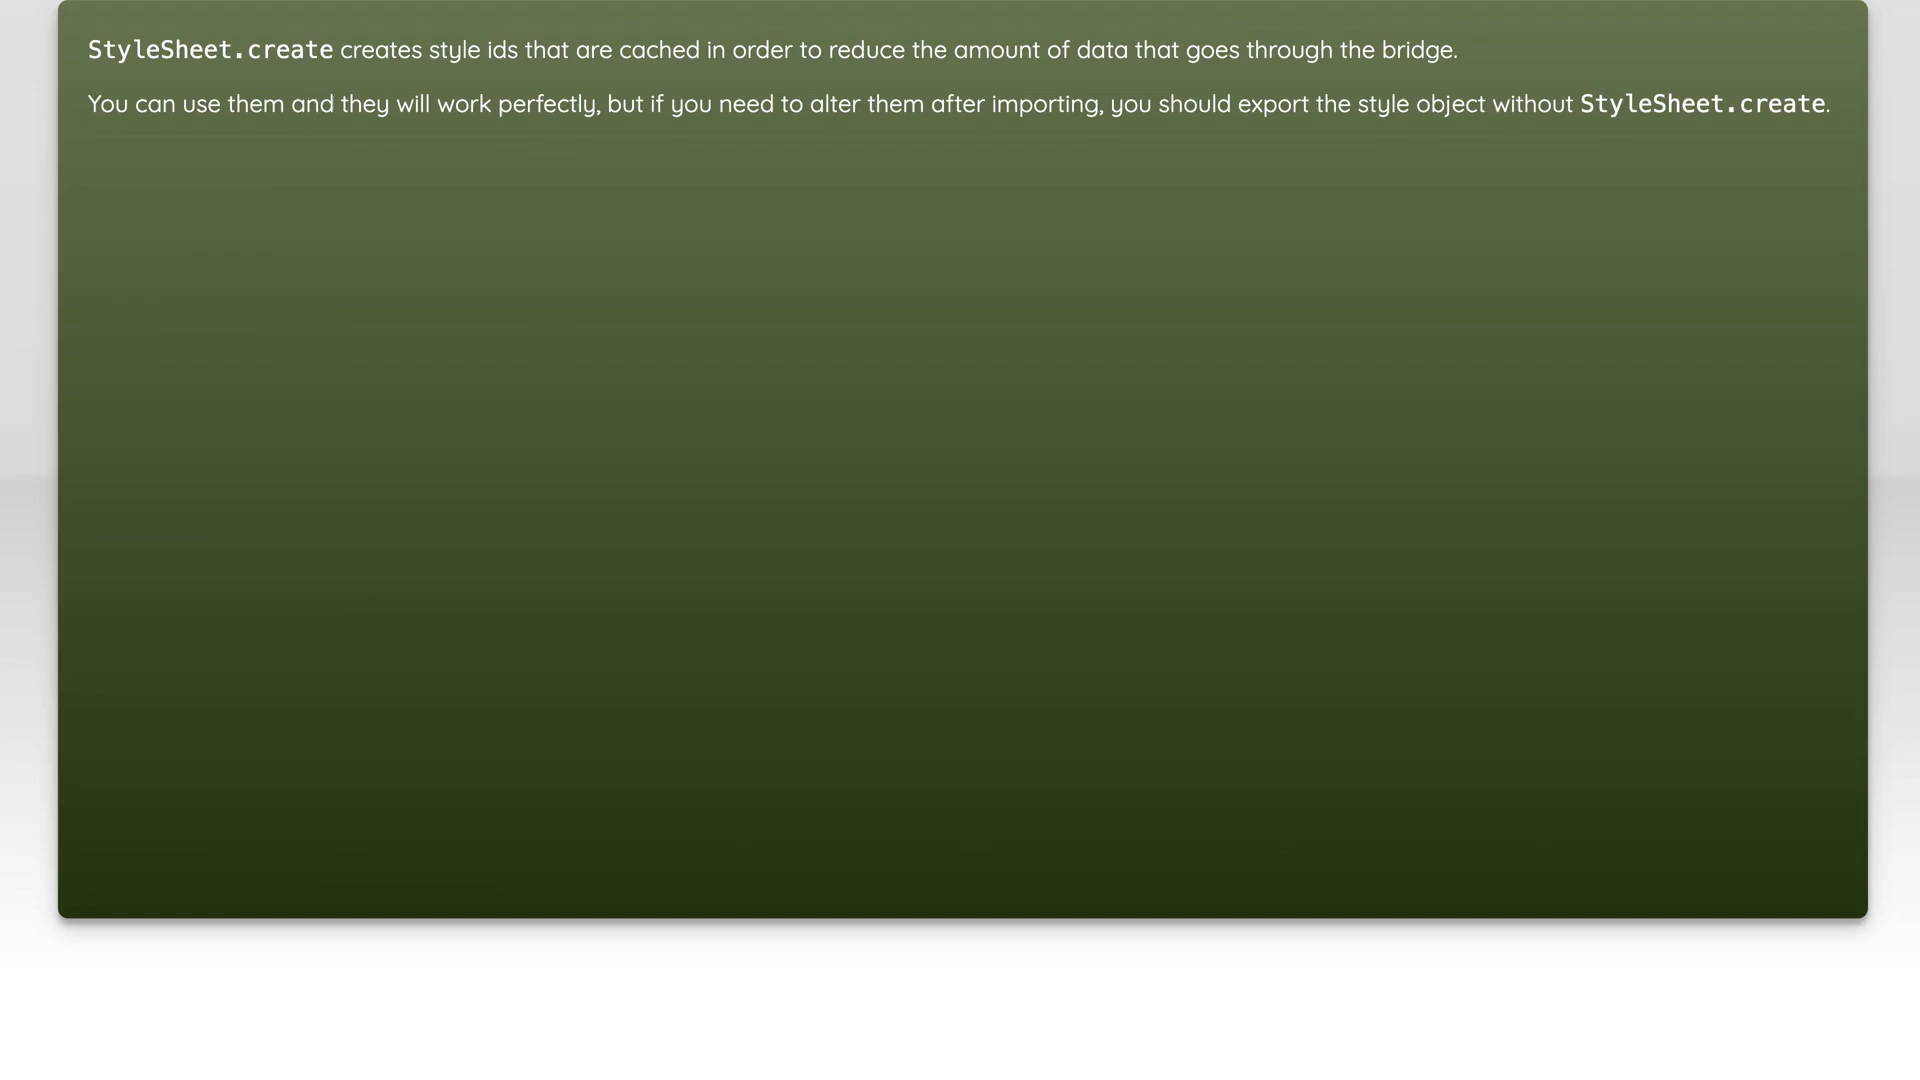 StyleSheet.create creates style ids that are cached in order to reduce the amount of data that goes through the bridge.
You can use them and they will work perfectly, but if you need to alter them after importing, you should export the style object without StyleSheet.create.